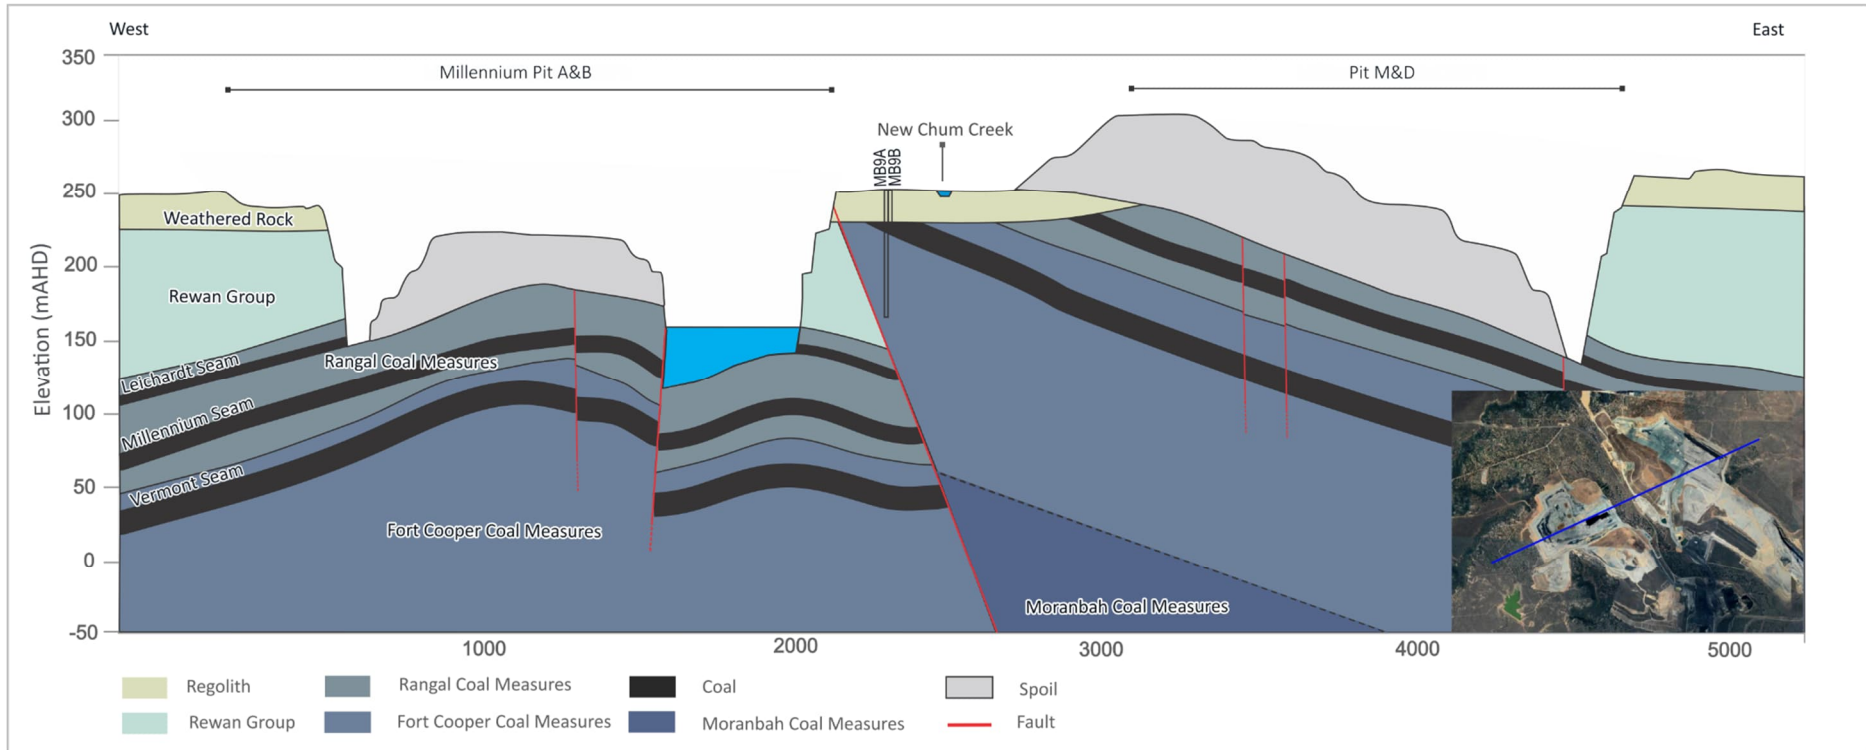 West
East
350
Millennium Pit A&B
Pit M&D
300
New Chum Creek
MB9A
MB9B
250
Weathered Rock
Elevation (mAHD)
200
Rewan Group
150
Leichardt Seam
Rangal Coal Measures
100
Millennium Seam
Vermont Seam
50
Fort Cooper Coal Measures
0
Moranbah Coal Measures
-50
1000
2000
3000
4000
5000
Regolith
Rangal Coal Measures
Coal
Spoil
Rewan Group
Fort Cooper Coal Measures
Moranbah Coal Measures
Fault